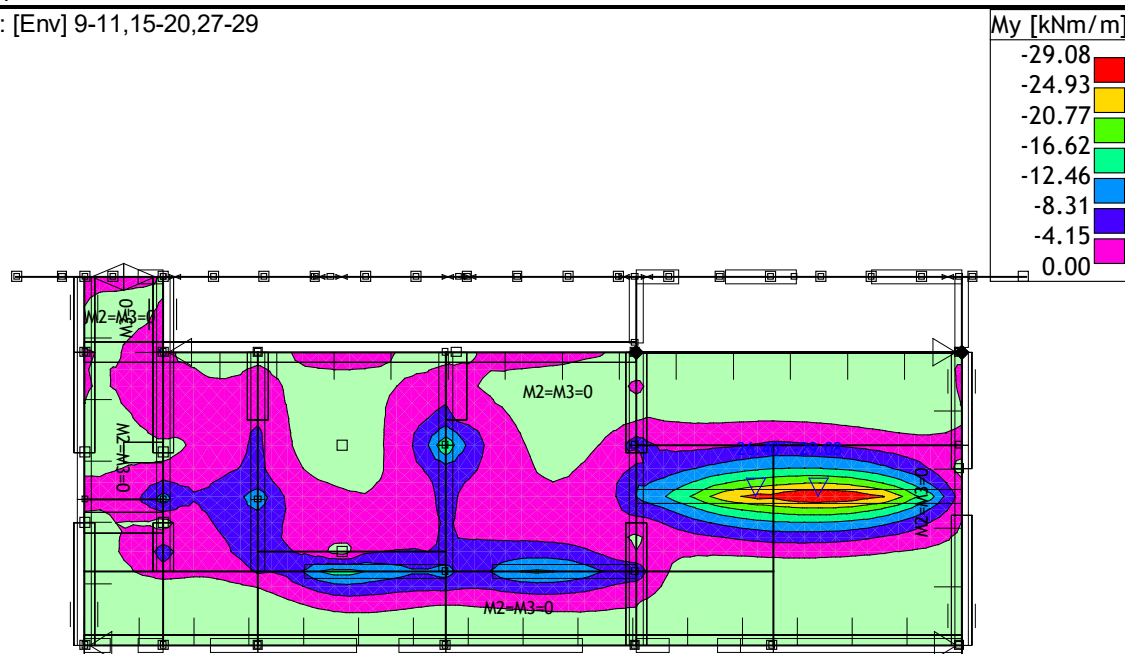 : [Env] 9-11,15-20,27-29
My [kNm/m]
-29.08
-24.93
-20.77
-16.62
-12.46
-8.31
-4.15
0.00
M3=0
M2=M3=0
M2=M3=0
M2=M3=0
M2=M3=0
M2=M3=0